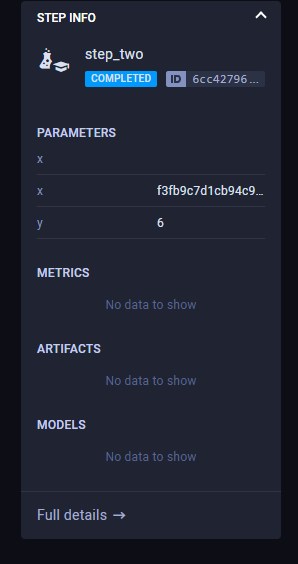 STEP INFO
step_two
COMPLETED ID 6cc42796...
PARAMETERS
x
x f3fb9c7d1cb94c9...
y 6
METRICS
No data to show
ARTIFACTS
No data to show
MODELS
No data to show
Full details →